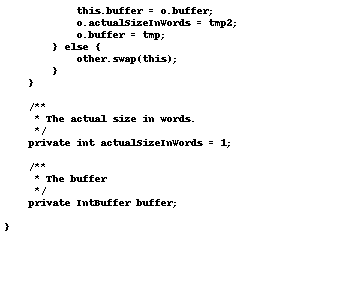 this.buffer = o.buffer;
o.actualSizeInWords = tmp2;
o.buffer = tmp;
} else {
other.swap(this);
}
}
/**
* The actual size in words.
*/
private int actualSizeInWords = 1;
/**
* The buffer
*/
private IntBuffer buffer;
}